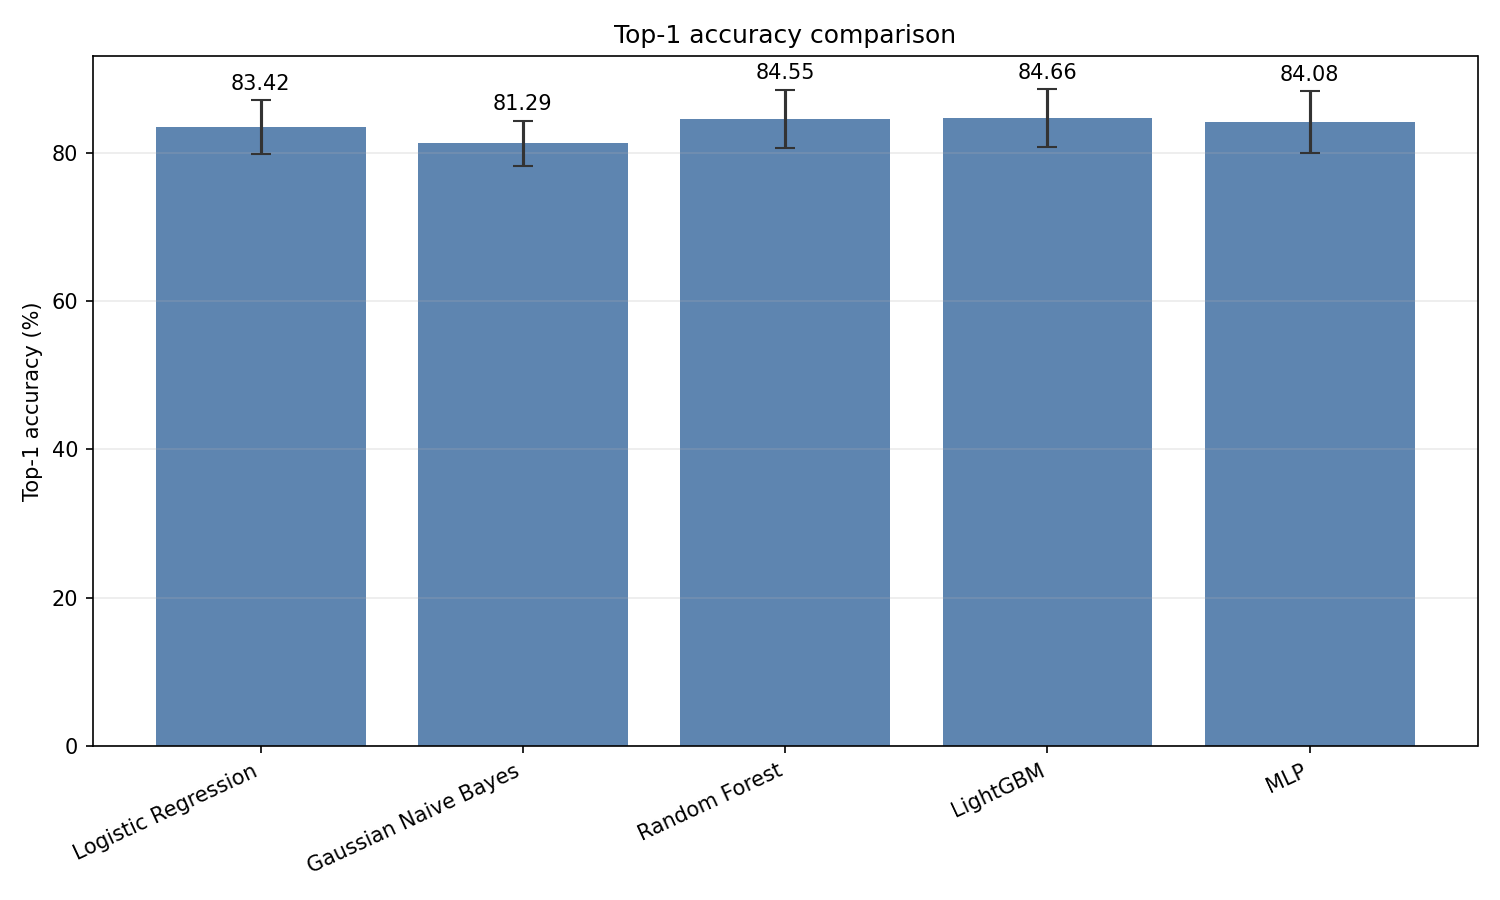 Top-1 accuracy comparison
83.42
81.29
84.55
84.66
84.08
Top-1 accuracy (%)
80
60
40
20
0
Logistic Regression
Gaussian Naive Bayes
Random Forest
LightGBM
MLP